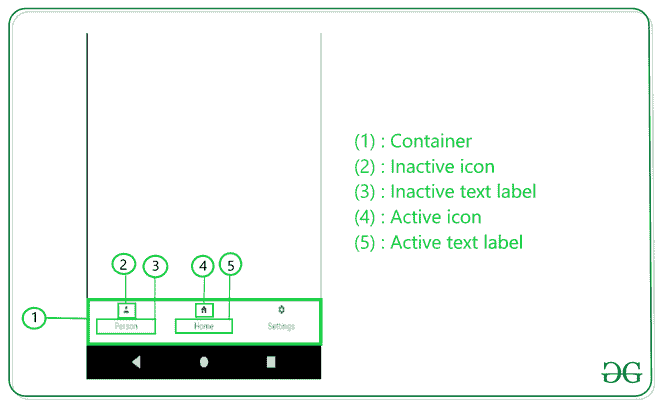 (1) : Container
(2) : Inactive icon
(3) : Inactive text label
(4) : Active icon
(5) : Active text label
2
3
4
5
1
Person
Home
Settings